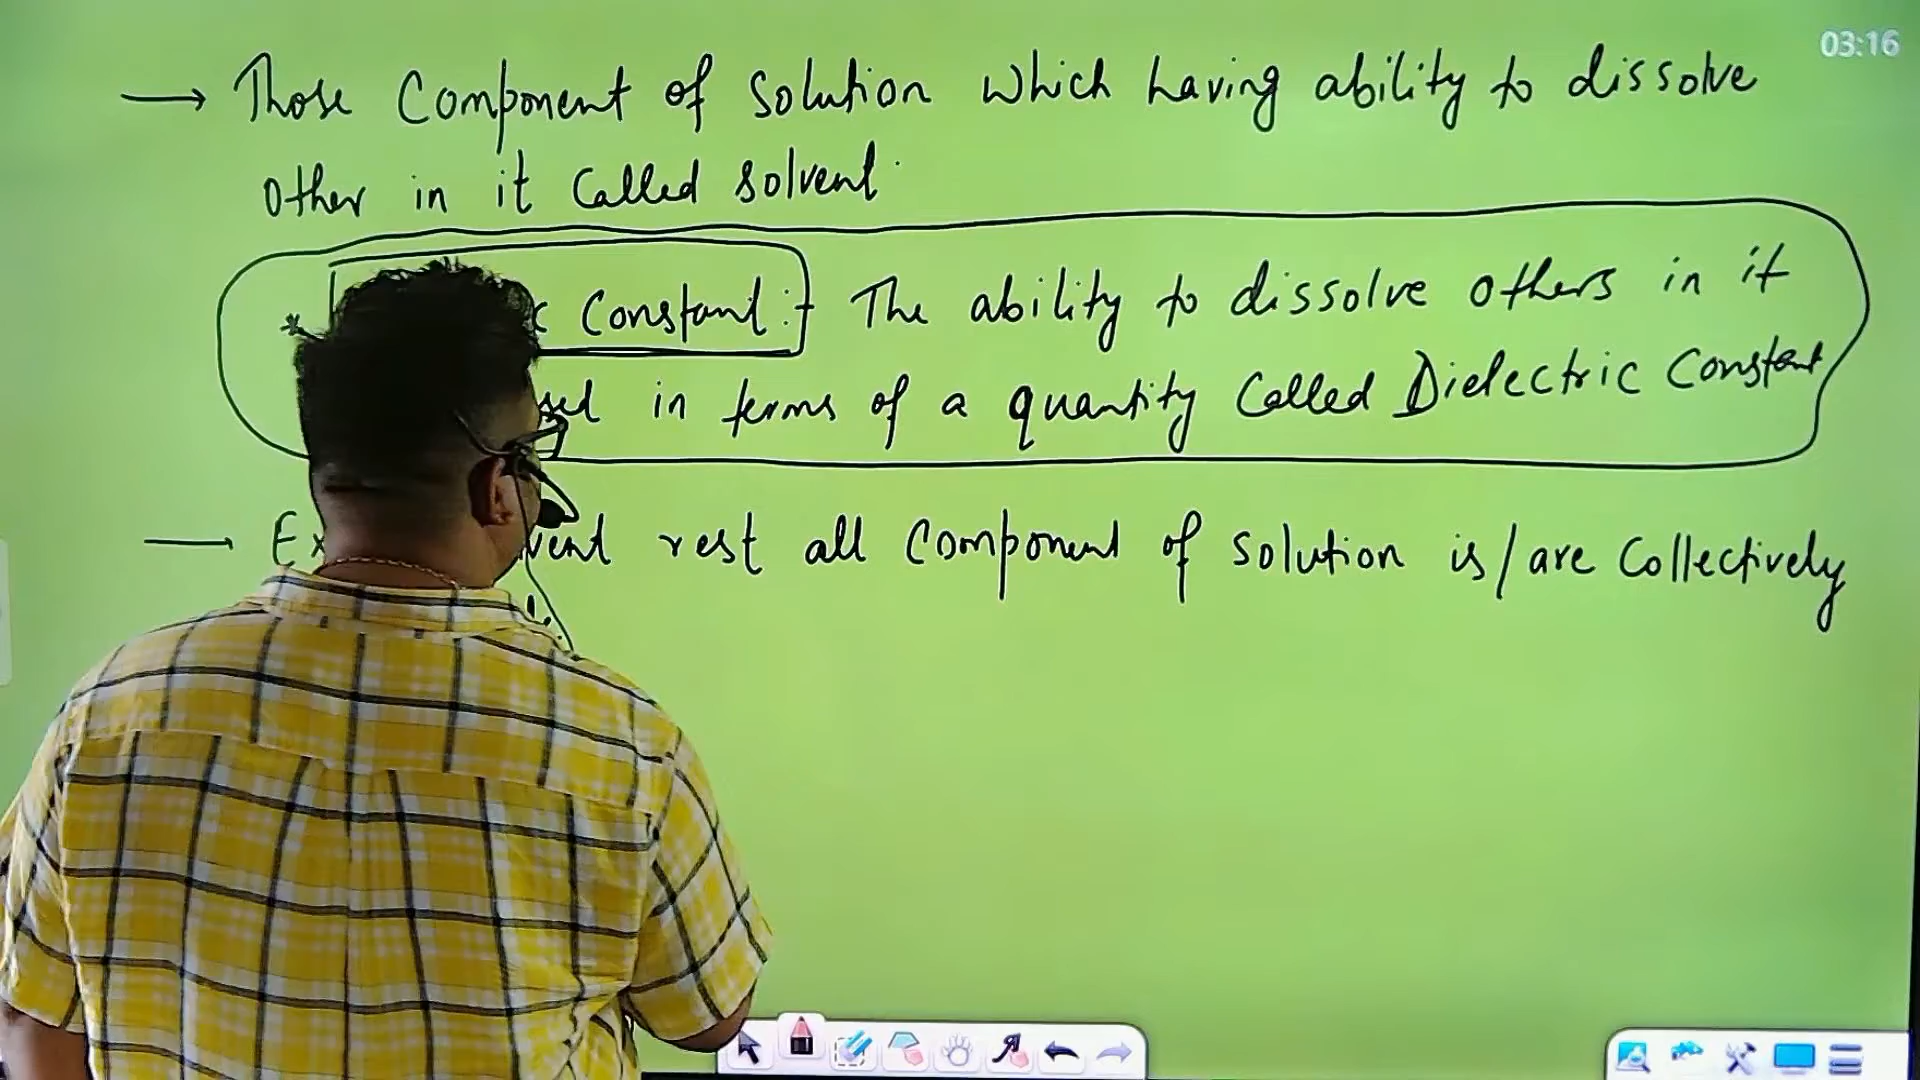 03:16
→ Those Component of Solution which having ability to dissolve
other in it called solvent.
* Constant :- The ability to dissolve others in it
in terms of a quantity called Dielectric Constant
— rest all Component of solution is/are collectively